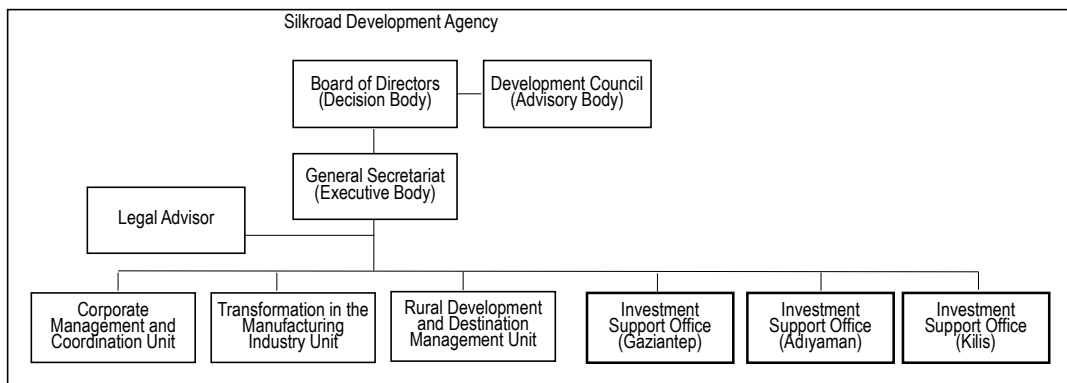 Silkroad Development Agency
Board of Directors
(Decision Body)
Development Council
(Advisory Body)
General Secretariat
(Executive Body)
Legal Advisor
Corporate
Management and
Coordination Unit
Transformation in the
Manufacturing
Industry Unit
Rural Development
and Destination
Management Unit
Investment
Support Office
(Gaziantep)
Investment
Support Office
(Adıyaman)
Investment
Support Office
(Kilis)